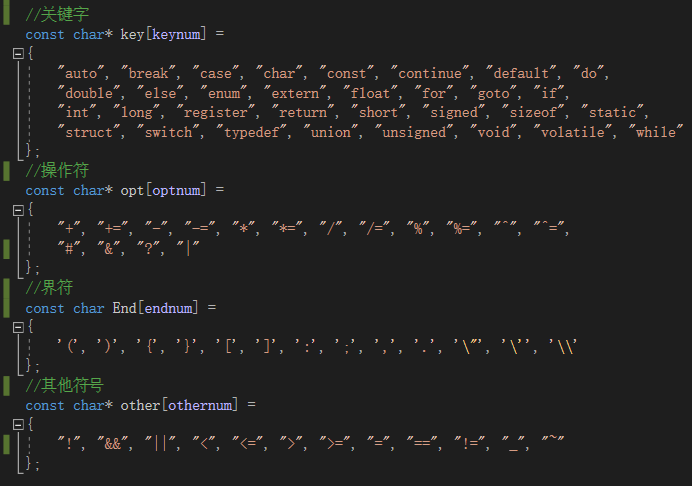 //关键字
const char* key[keynum] =
{
"auto", "break", "case", "char", "const", "continue", "default", "do",
"double", "else", "enum", "extern", "float", "for", "goto", "if",
"int", "long", "register", "return", "short", "signed", "sizeof", "static",
"struct", "switch", "typedef", "union", "unsigned", "void", "volatile", "while"
};
//操作符
const char* opt[optnum] =
{
"+", "+=", "-", "-=", "*", "*=", "/", "/=", "%", "%=", "^", "^=",
"#", "&", "?", "|"
};
//界符
const char End[endnum] =
{
'(', ')', '{', '}', '[', ']', ':', ';', ',', '.', '\"', '\'', '\\'
};
//其他符号
const char* other[othernum] =
{
"!", "&&", "||", "<", "<=", ">", ">=", "=", "==", "!=", "_", "~"
};